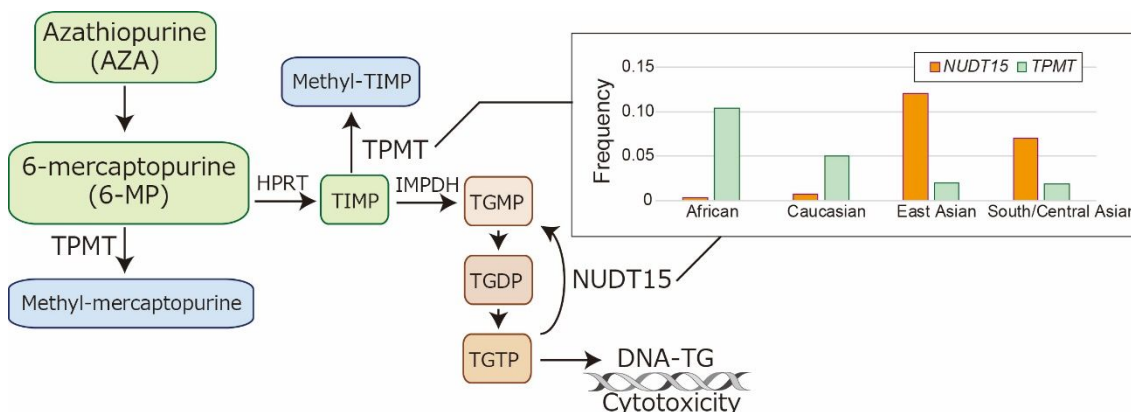 Azathiopurine
(AZA)
6-mercaptopurine
(6-MP)
TPMT
Methyl-mercaptopurine
HPRT
TIMP
Methyl-TIMP
TPMT
IMPDH
TGMP
TGDP
TGTP
NUDT15
DNA-TG
Cytotoxicity
NUDT15
TPMT
Frequency
0.15
0.10
0.05
0
African
Caucasian
East Asian
South/Central Asian